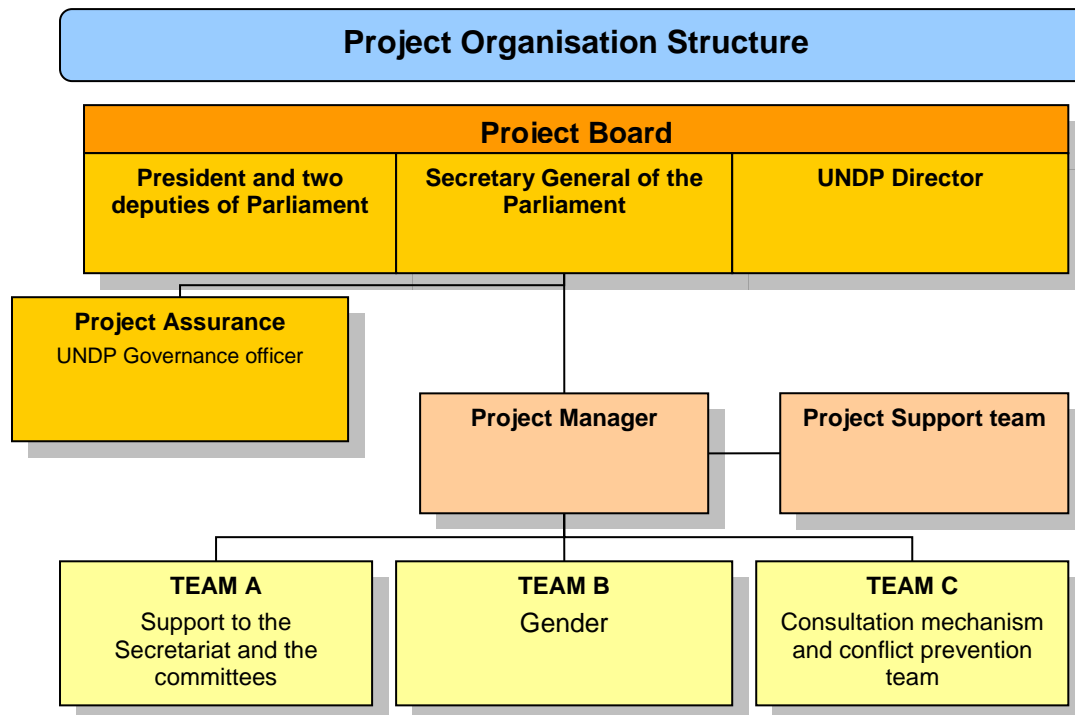 Project Organisation Structure
Project Board
President and two
deputies of Parliament
Secretary General of the
Parliament
UNDP Director
Project Assurance
UNDP Governance officer
Project Manager
Project Support team
TEAM A
Support to the
Secretariat and the
committees
TEAM B
Gender
TEAM C
Consultation mechanism
and conflict prevention
team